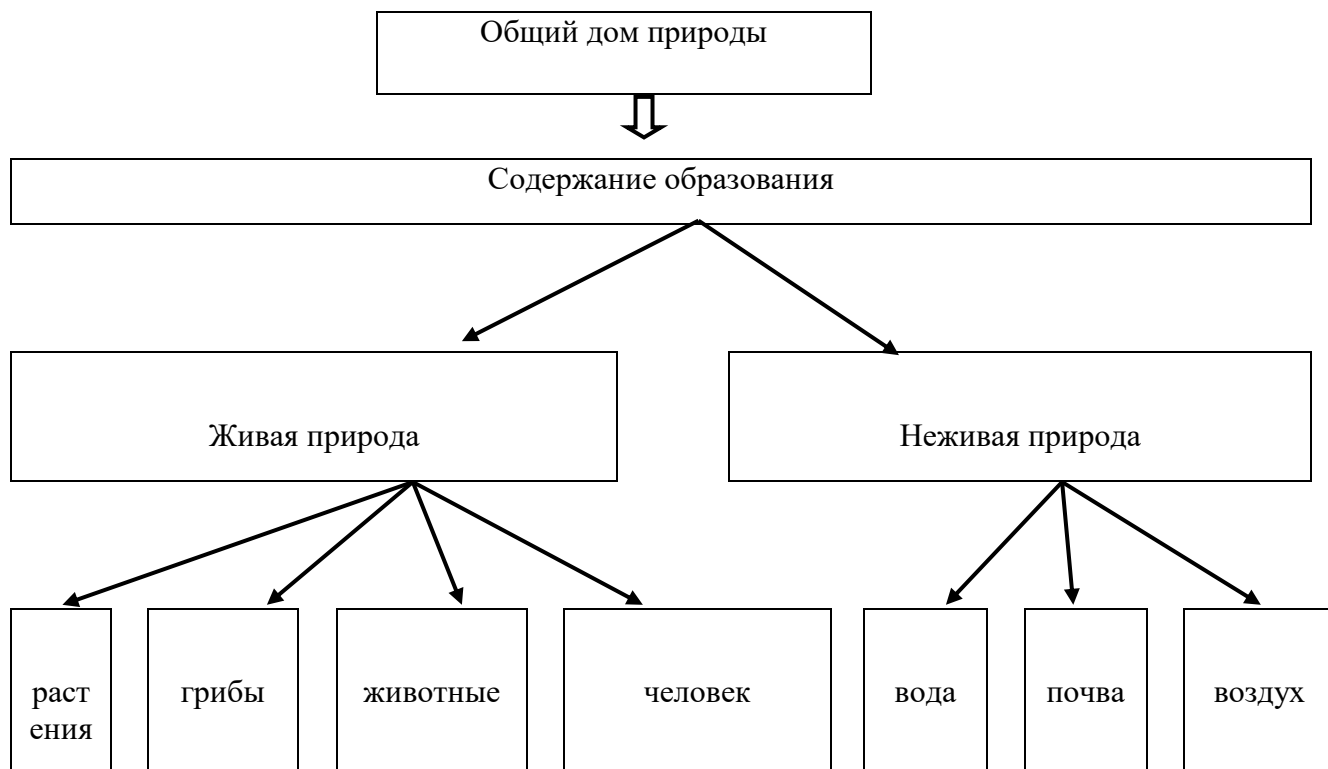 Общий дом природы
Содержание образования
Живая природа
Неживая природа
раст
ения
грибы
животные
человек
вода
почва
воздух